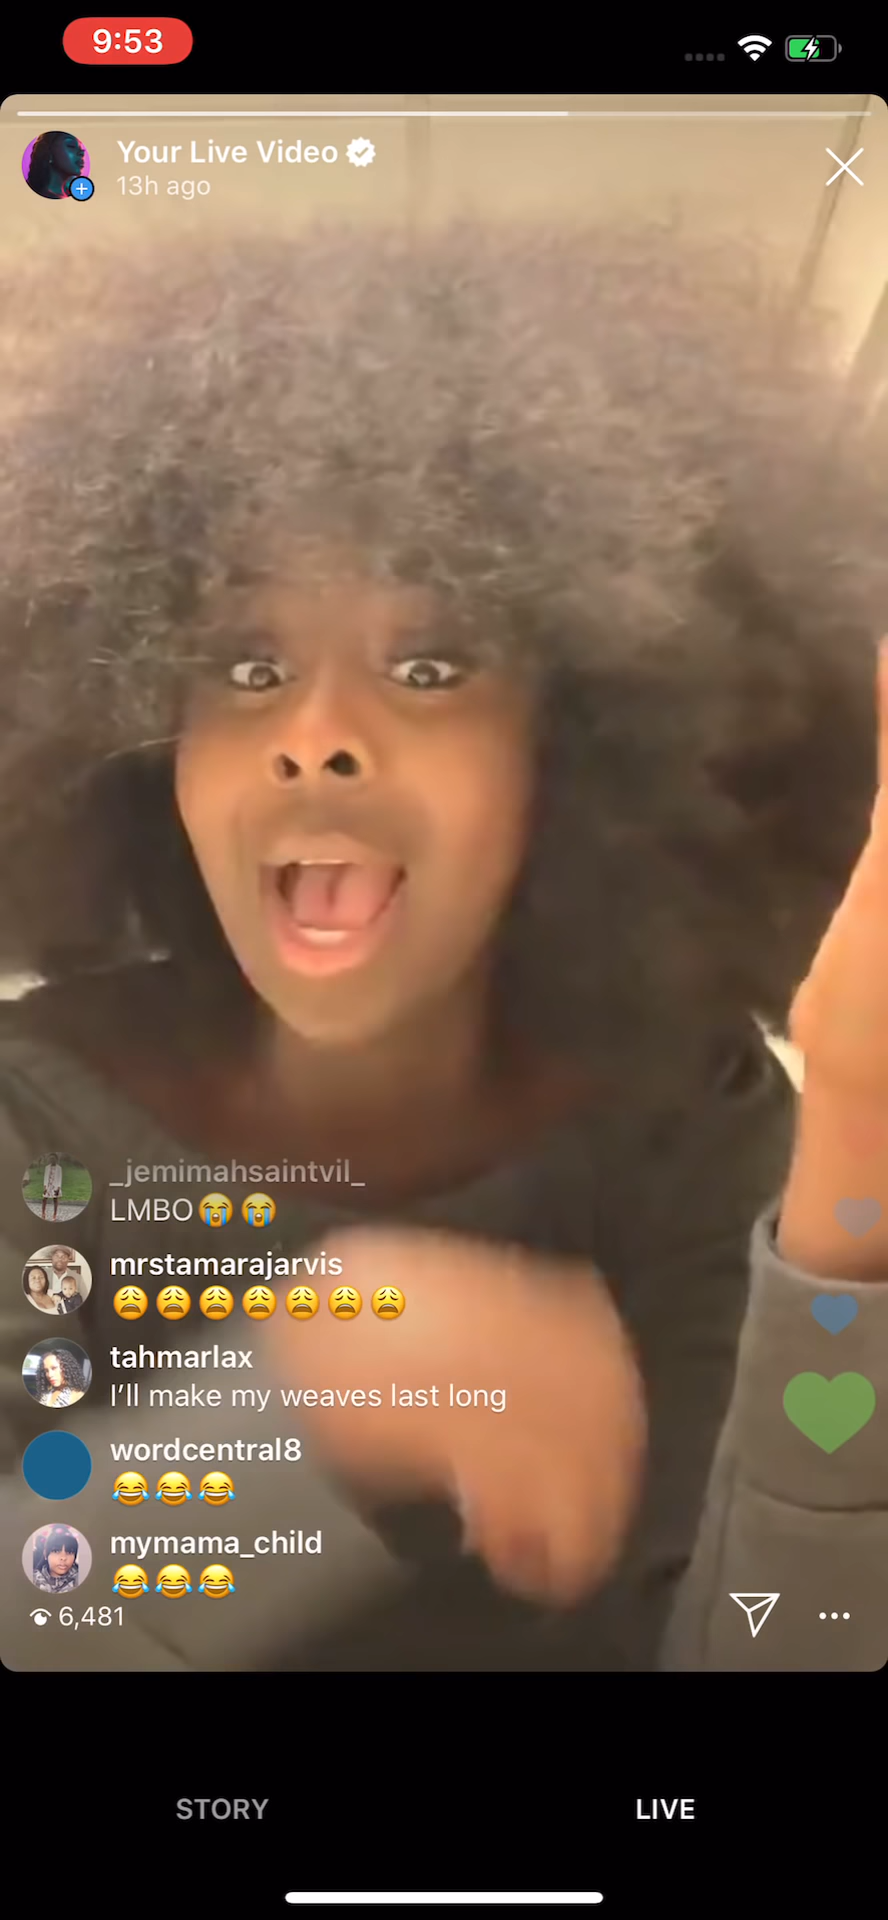 9:53
Your Live Video
13h ago
_jemimahsaintvil_
LMBO😭😭
mrstamarajarvis
😩😩😩😩😩😩😩
tahmarlax
I’ll make my weaves last long
wordcentral8
😂😂😂
mymama_child
😂😂😂
6,481
STORY
LIVE